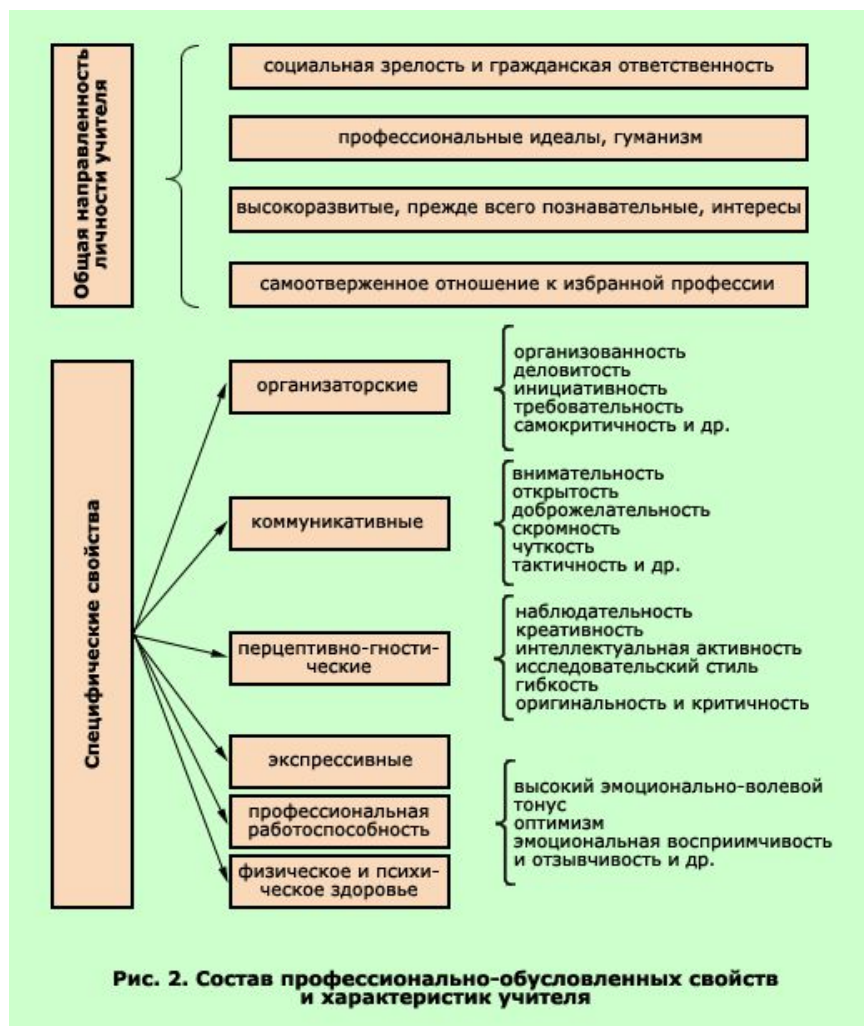 Общая направленность
личности учителя
социальная зрелость и гражданская ответственность
профессиональные идеалы, гуманизм
высокоразвитые, прежде всего познавательные, интересы
самоотверженное отношение к избранной профессии
Специфические свойства
организаторские
организованность
деловитость
инициативность
требовательность
самокритичность и др.
коммуникативные
внимательность
открытость
доброжелательность
скромность
чуткость
тактичность и др.
перцептивно-гности-
ческие
наблюдательность
креативность
интеллектуальная активность
исследовательский стиль
гибкость
оригинальность и критичность
экспрессивные
профессиональная
работоспособность
физическое и психи-
ческое здоровье
высокий эмоционально-волевой
тонус
оптимизм
эмоциональная восприимчивость
и отзывчивость и др.
Рис. 2. Состав профессионально-обусловленных свойств
и характеристик учителя